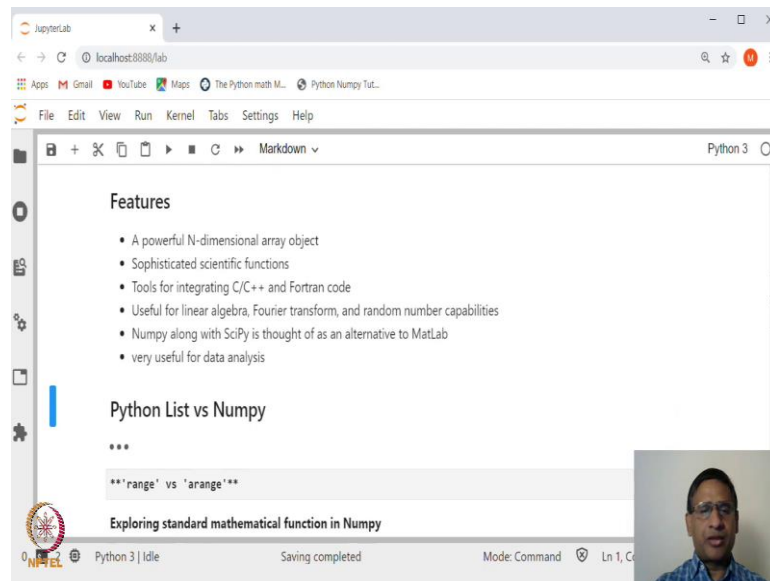 JupyterLab
localhost:8888/lab
M
Apps Gmail YouTube Maps The Python math M... Python Numpy Tut...
File Edit View Run Kernel Tabs Settings Help
Markdown
Python 3
Features
• A powerful N-dimensional array object
• Sophisticated scientific functions
• Tools for integrating C/C++ and Fortran code
• Useful for linear algebra, Fourier transform, and random number capabilities
• Numpy along with SciPy is thought of as an alternative to MatLab
• very useful for data analysis
Python List vs Numpy
•••
**'range' vs 'arange'**
Exploring standard mathematical function in Numpy
0 2 Python 3 | Idle Saving completed Mode: Command Ln 1,
NPTEL